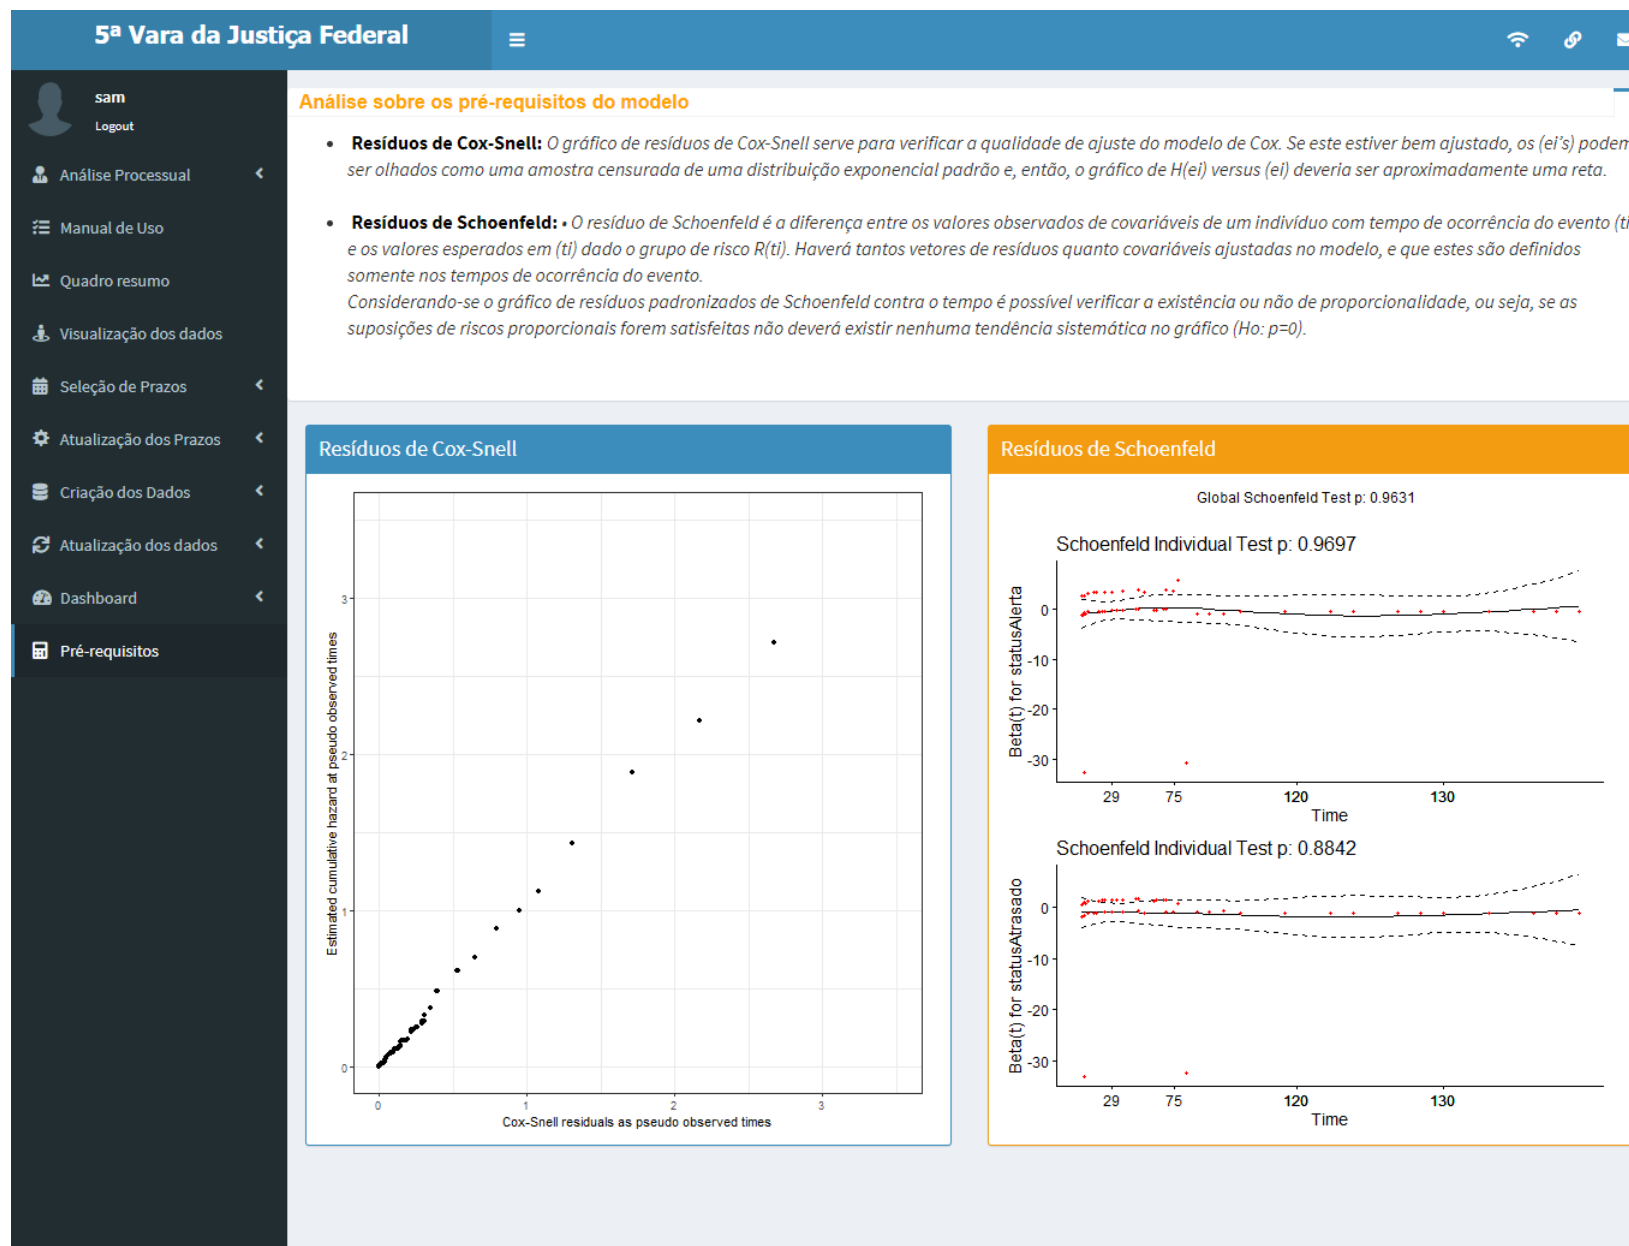 5ª Vara da Justiça Federal
sam
Logout
Análise Processual
Manual de Uso
Quadro resumo
Visualização dos dados
Seleção de Prazos
Atualização dos Prazos
Criação dos Dados
Atualização dos dados
Dashboard
Pré-requisitos
Análise sobre os pré-requisitos do modelo
• Resíduos de Cox-Snell: O gráfico de resíduos de Cox-Snell serve para verificar a qualidade de ajuste do modelo de Cox. Se este estiver bem ajustado, os (ei's) podem
ser olhados como uma amostra censurada de uma distribuição exponencial padrão e, então, o gráfico de H(ei) versus (ei) deveria ser aproximadamente uma reta.
• Resíduos de Schoenfeld: • O resíduo de Schoenfeld é a diferença entre os valores observados de covariáveis de um indivíduo com tempo de ocorrência do evento (ti
e os valores esperados em (ti) dado o grupo de risco R(ti). Haverá tantos vetores de resíduos quanto covariáveis ajustadas no modelo, e que estes são definidos
somente nos tempos de ocorrência do evento.
Considerando-se o gráfico de resíduos padronizados de Schoenfeld contra o tempo é possível verificar a existência ou não de proporcionalidade, ou seja, se as
suposições de riscos proporcionais forem satisfeitas não deverá existir nenhuma tendência sistemática no gráfico (Ho: p=0).
Resíduos de Cox-Snell
Estimated cumulative hazard at pseudo observed times
3
2
1
0
0 1 2 3
Cox-Snell residuals as pseudo observed times
Resíduos de Schoenfeld
Global Schoenfeld Test p: 0.9631
Schoenfeld Individual Test p: 0.9697
Beta(t) for statusAlerta
0
-10
-20
-30
29 75 120 130
Time
Schoenfeld Individual Test p: 0.8842
Beta(t) for statusAtrasado
0
-10
-20
-30
29 75 120 130
Time